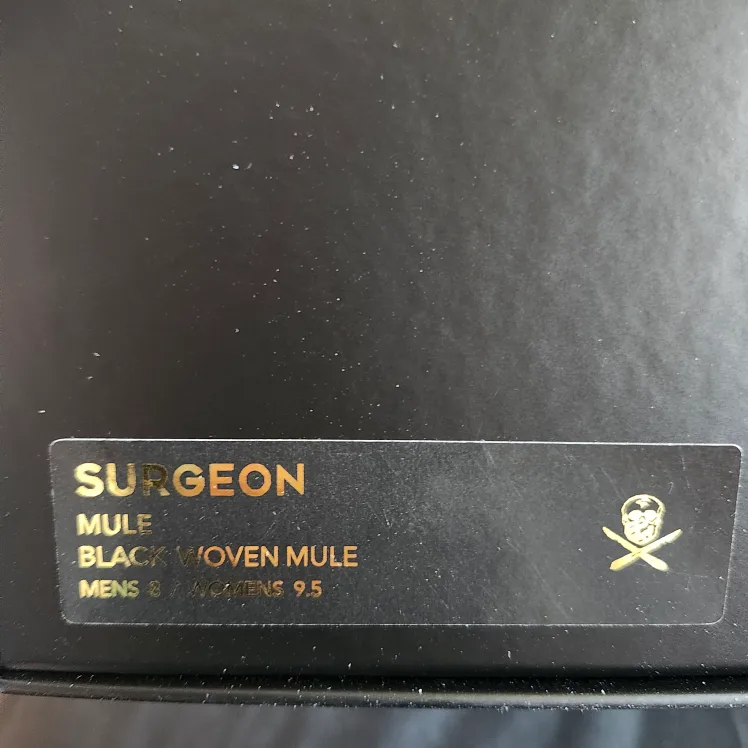 SURGEON
MULE
BLACK WOVEN MULE
MENS 8 / WOMENS 9.5